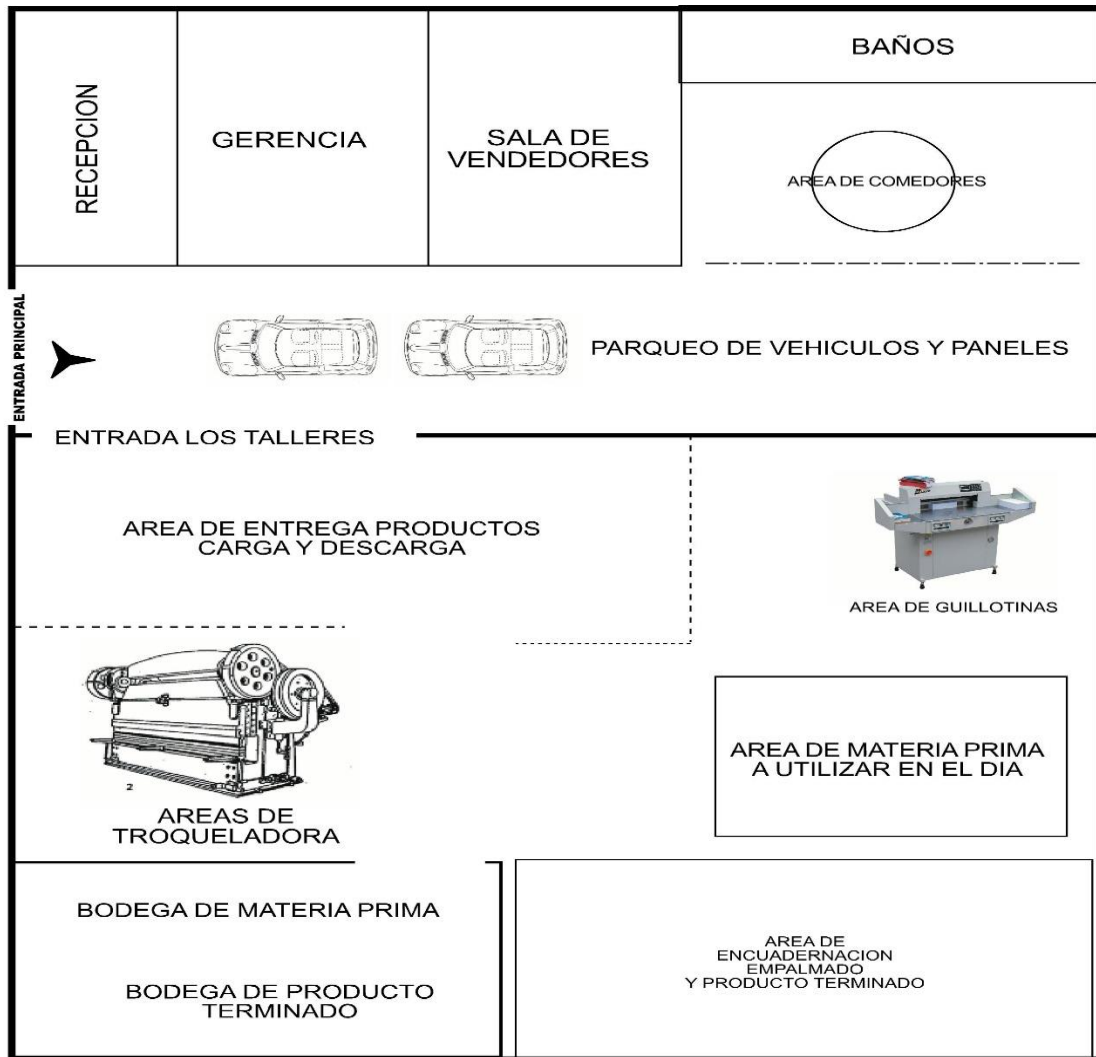 BAÑOS
RECEPCION
GERENCIA
SALA DE
VENDEDORES
AREA DE COMEDORES
ENTRADA PRINCIPAL
PARQUEO DE VEHICULOS Y PANELES
ENTRADA LOS TALLERES
AREA DE ENTREGA PRODUCTOS
CARGA Y DESCARGA
AREA DE GUILLOTINAS
2
AREAS DE
TROQUELADORA
AREA DE MATERIA PRIMA
A UTILIZAR EN EL DIA
BODEGA DE MATERIA PRIMA
BODEGA DE PRODUCTO
TERMINADO
AREA DE
ENCUADERNACION
EMPALMADO
Y PRODUCTO TERMINADO